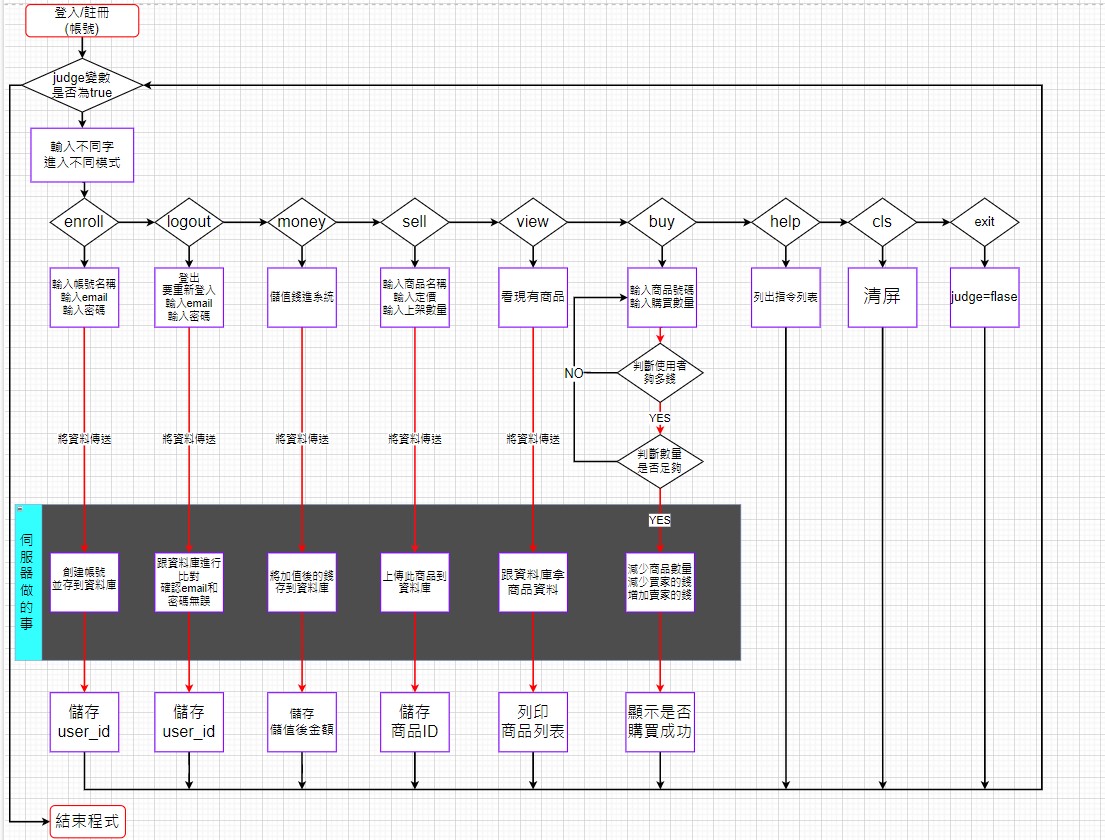 登入/註冊
(帳號)
judge變數
是否為true
輸入不同字
進入不同模式
enroll
logout
money
sell
view
buy
help
cls
exit
輸入帳號名稱
輸入email
輸入密碼
登出
要重新登入
輸入email
輸入密碼
儲值錢進系統
輸入商品名稱
輸入定價
輸入上架數量
看現有商品
輸入商品號碼
輸入購買數量
列出指令列表
清屏
judge=flase
判斷使用者
夠多錢
NO
YES
將資料傳送
將資料傳送
將資料傳送
將資料傳送
將資料傳送
判斷數量
是否足夠
YES
伺服器做的事
創建帳號
並存到資料庫
跟資料庫進行
比對
確認email和
密碼無誤
將加值後的錢
存到資料庫
上傳此商品到
資料庫
跟資料庫拿
商品資料
減少商品數量
減少買家的錢
增加賣家的錢
儲存
user_id
儲存
user_id
儲存
儲值後金額
儲存
商品ID
列印
商品列表
顯示是否
購買成功
結束程式